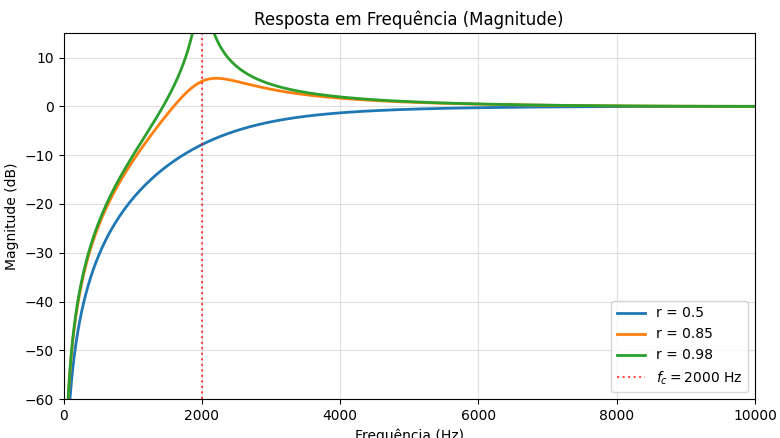 Resposta em Frequência (Magnitude)
Magnitude (dB)
10
0
−10
−20
−30
−40
−50
−60
r = 0.5
r = 0.85
r = 0.98
f_c = 2000 Hz
0 2000 4000 6000 8000 10000
Frequência (Hz)